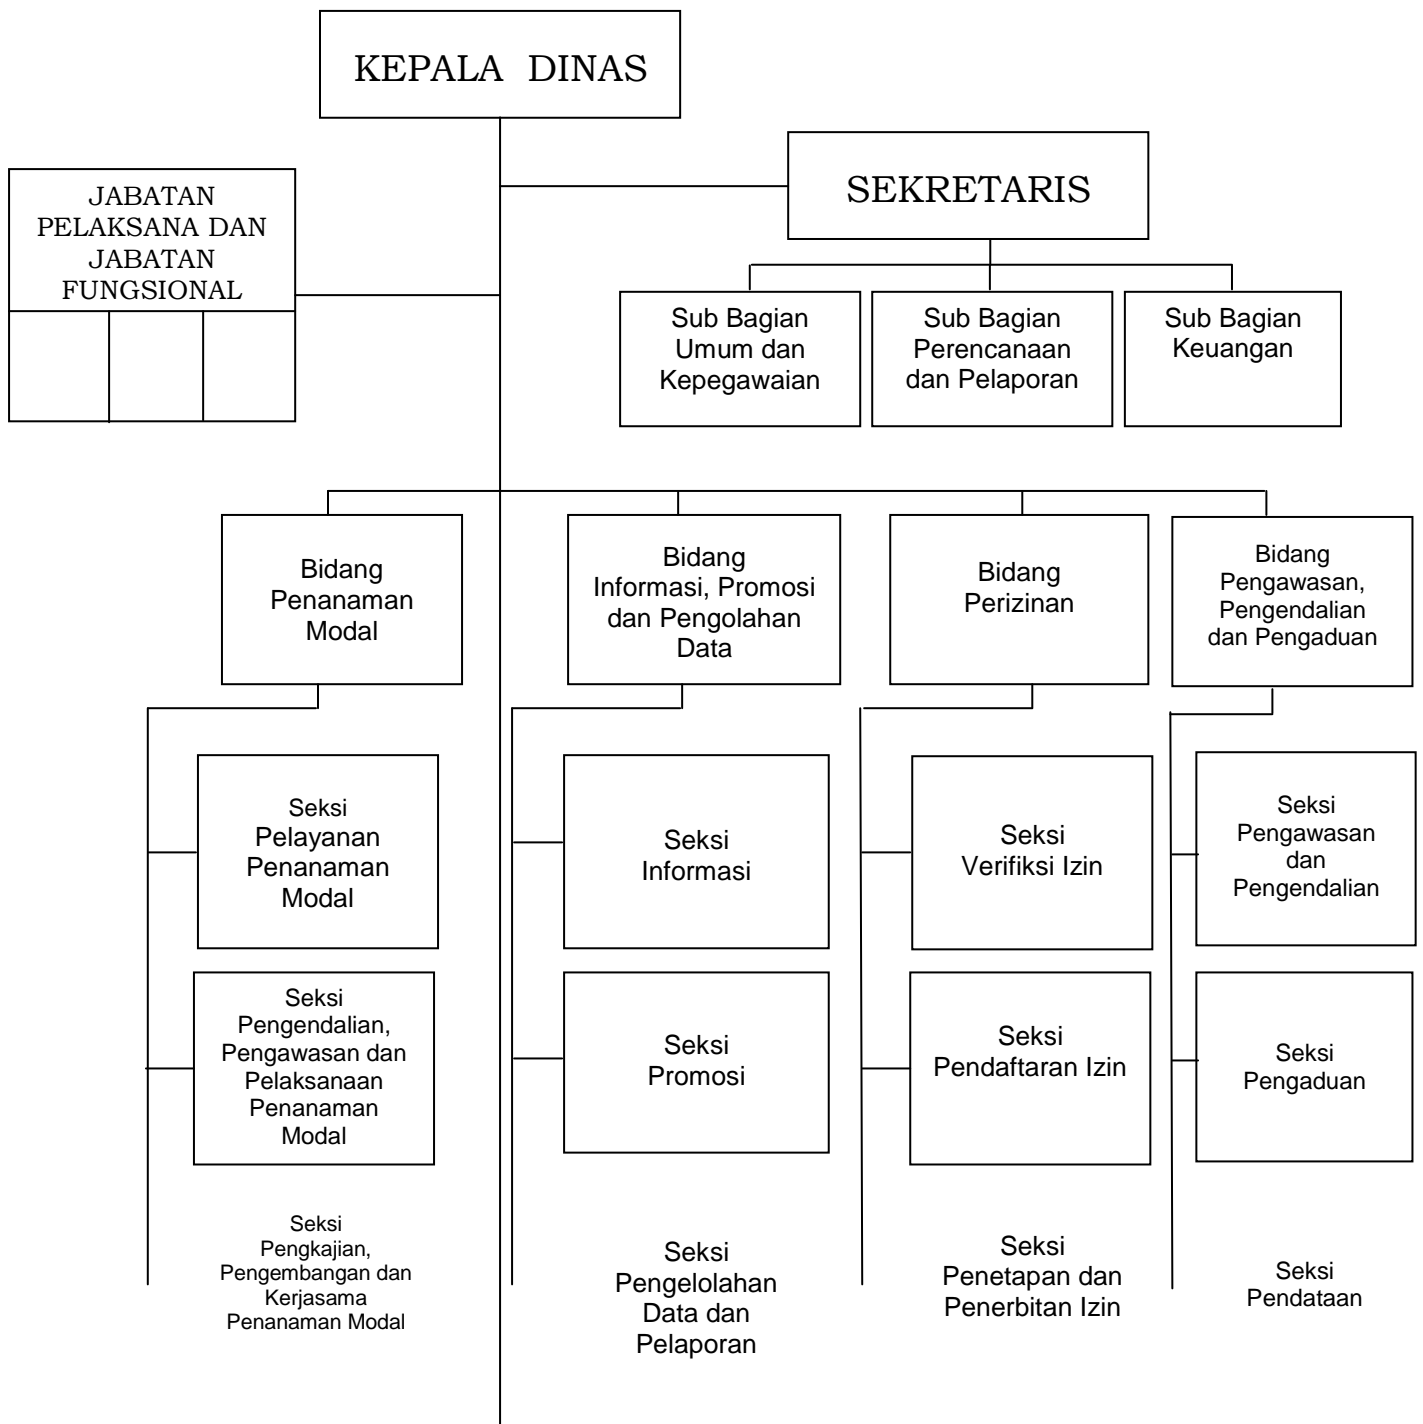 KEPALA DINAS
SEKRETARIS
JABATAN
PELAKSANA DAN
JABATAN
FUNGSIONAL
Sub Bagian
Umum dan
Kepegawaian
Sub Bagian
Perencanaan
dan Pelaporan
Sub Bagian
Keuangan
Bidang
Penanaman
Modal
Bidang
Informasi, Promosi
dan Pengolahan
Data
Bidang
Perizinan
Bidang
Pengawasan,
Pengendalian
dan Pengaduan
Seksi
Pelayanan
Penanaman
Modal
Seksi
Informasi
Seksi
Verifiksi Izin
Seksi
Pengawasan
dan
Pengendalian
Seksi
Pengendalian,
Pengawasan dan
Pelaksanaan
Penanaman
Modal
Seksi
Promosi
Seksi
Pendaftaran Izin
Seksi
Pengaduan
Seksi
Pengkajian,
Pengembangan dan
Kerjasama
Penanaman Modal
Seksi
Pengelolahan
Data dan
Pelaporan
Seksi
Penetapan dan
Penerbitan Izin
Seksi
Pendataan